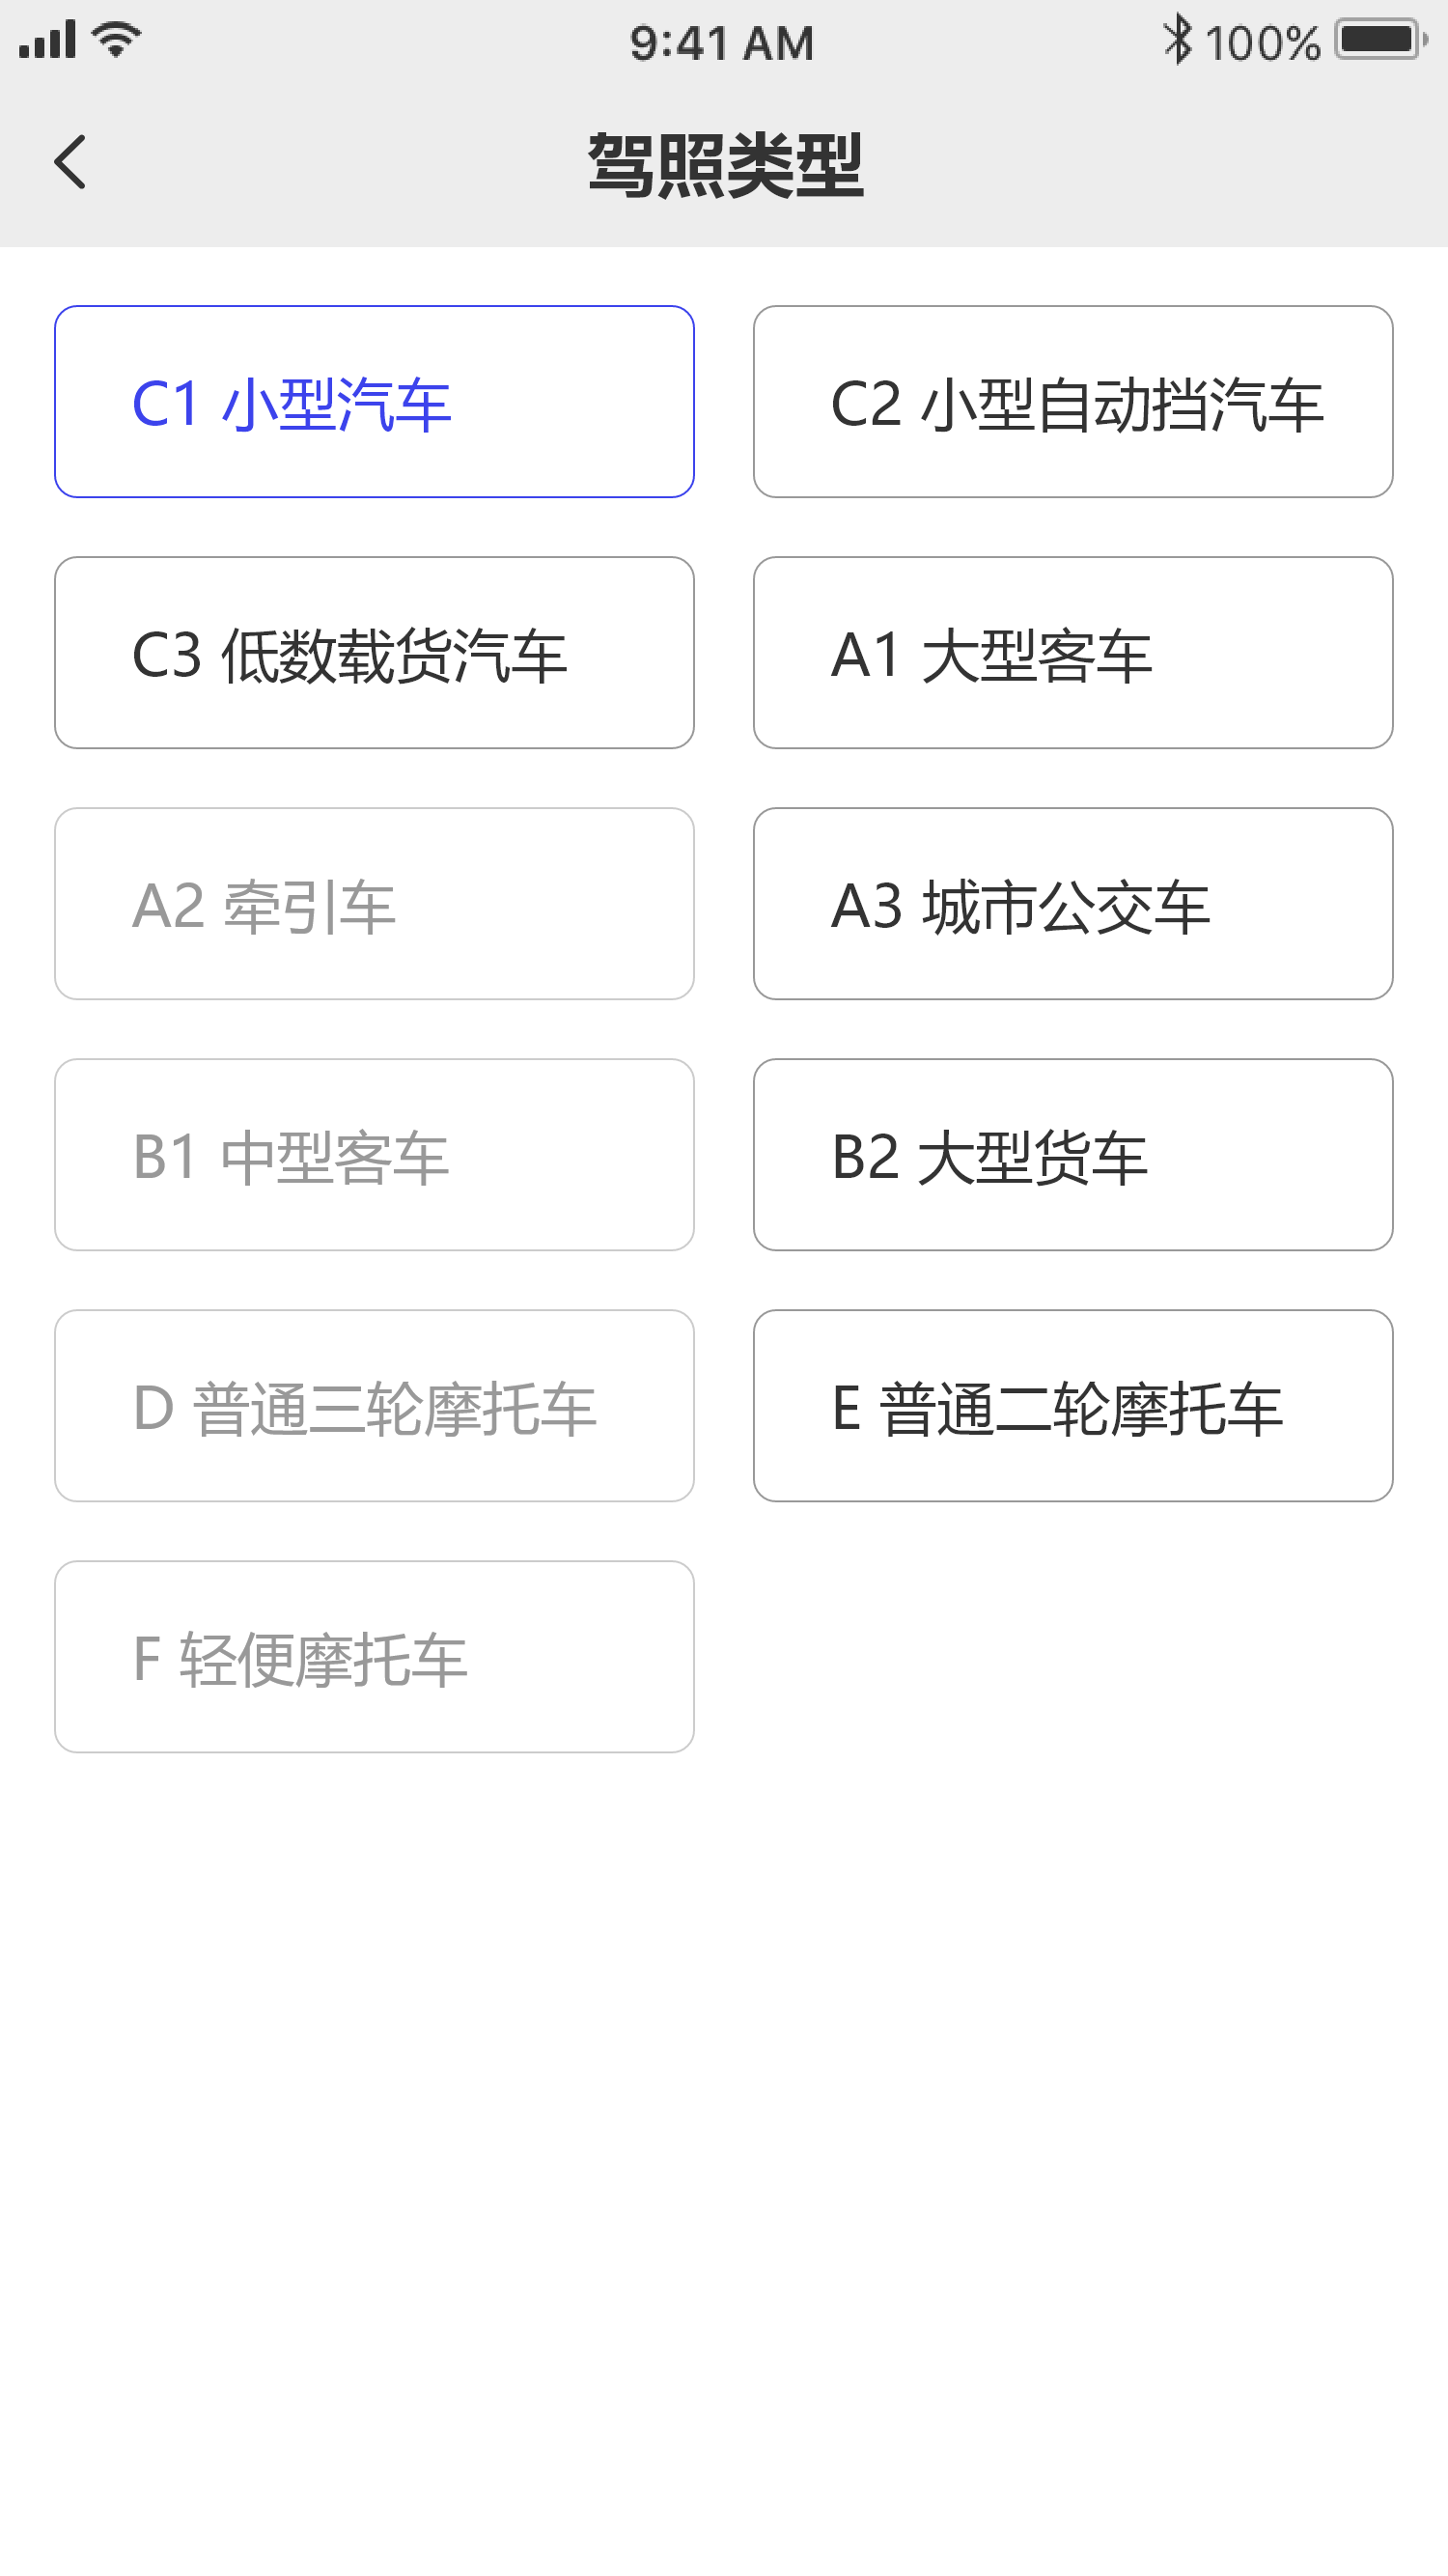 9:41 AM 100%
驾照类型
C1 小型汽车
C2 小型自动挡汽车
C3 低数载货汽车
A1 大型客车
A2 牵引车
A3 城市公交车
B1 中型客车
B2 大型货车
D 普通三轮摩托车
E 普通二轮摩托车
F 轻便摩托车